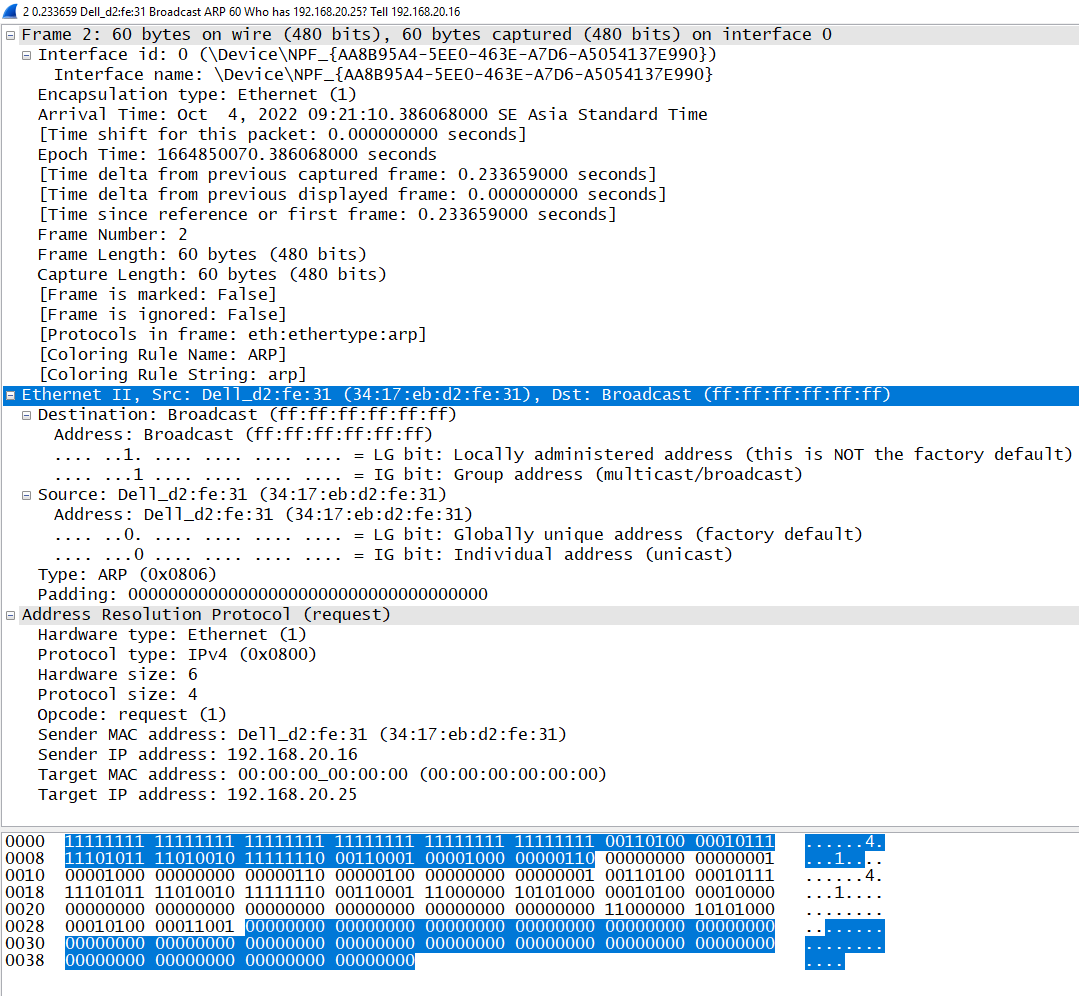 2 0.233659 Dell_d2:fe:31 Broadcast ARP 60 Who has 192.168.20.25? Tell 192.168.20.16
Frame 2: 60 bytes on wire (480 bits), 60 bytes captured (480 bits) on interface 0
Interface id: 0 (\Device\NPF_{AA8B95A4-5EE0-463E-A7D6-A5054137E990})
Interface name: \Device\NPF_{AA8B95A4-5EE0-463E-A7D6-A5054137E990}
Encapsulation type: Ethernet (1)
Arrival Time: Oct  4, 2022 09:21:10.386068000 SE Asia Standard Time
[Time shift for this packet: 0.000000000 seconds]
Epoch Time: 1664850070.386068000 seconds
[Time delta from previous captured frame: 0.233659000 seconds]
[Time delta from previous displayed frame: 0.000000000 seconds]
[Time since reference or first frame: 0.233659000 seconds]
Frame Number: 2
Frame Length: 60 bytes (480 bits)
Capture Length: 60 bytes (480 bits)
[Frame is marked: False]
[Frame is ignored: False]
[Protocols in frame: eth:ethertype:arp]
[Coloring Rule Name: ARP]
[Coloring Rule String: arp]
Ethernet II, Src: Dell_d2:fe:31 (34:17:eb:d2:fe:31), Dst: Broadcast (ff:ff:ff:ff:ff:ff)
Destination: Broadcast (ff:ff:ff:ff:ff:ff)
Address: Broadcast (ff:ff:ff:ff:ff:ff)
.... ..1. .... .... .... .... = LG bit: Locally administered address (this is NOT the factory default)
.... ...1 .... .... .... .... = IG bit: Group address (multicast/broadcast)
Source: Dell_d2:fe:31 (34:17:eb:d2:fe:31)
Address: Dell_d2:fe:31 (34:17:eb:d2:fe:31)
.... ..0. .... .... .... .... = LG bit: Globally unique address (factory default)
.... ...0 .... .... .... .... = IG bit: Individual address (unicast)
Type: ARP (0x0806)
Padding: 000000000000000000000000000000000000
Address Resolution Protocol (request)
Hardware type: Ethernet (1)
Protocol type: IPv4 (0x0800)
Hardware size: 6
Protocol size: 4
Opcode: request (1)
Sender MAC address: Dell_d2:fe:31 (34:17:eb:d2:fe:31)
Sender IP address: 192.168.20.16
Target MAC address: 00:00:00_00:00:00 (00:00:00:00:00:00)
Target IP address: 192.168.20.25
0000 11111111 11111111 11111111 11111111 11111111 11111111 00110100 00010111 ......4.
0008 11101011 11010010 11111110 00110001 00001000 00000110 00000000 00000001 ...1....
0010 00001000 00000000 00000110 00000100 00000000 00000001 00110100 00010111 ......4.
0018 11101011 11010010 11111110 00110001 11000000 10101000 00010100 00010000 ...1....
0020 00000000 00000000 00000000 00000000 00000000 00000000 11000000 10101000 ........
0028 00010100 00011001 00000000 00000000 00000000 00000000 00000000 00000000 ........
0030 00000000 00000000 00000000 00000000 00000000 00000000 00000000 00000000 ........
0038 00000000 00000000 00000000 00000000 ....